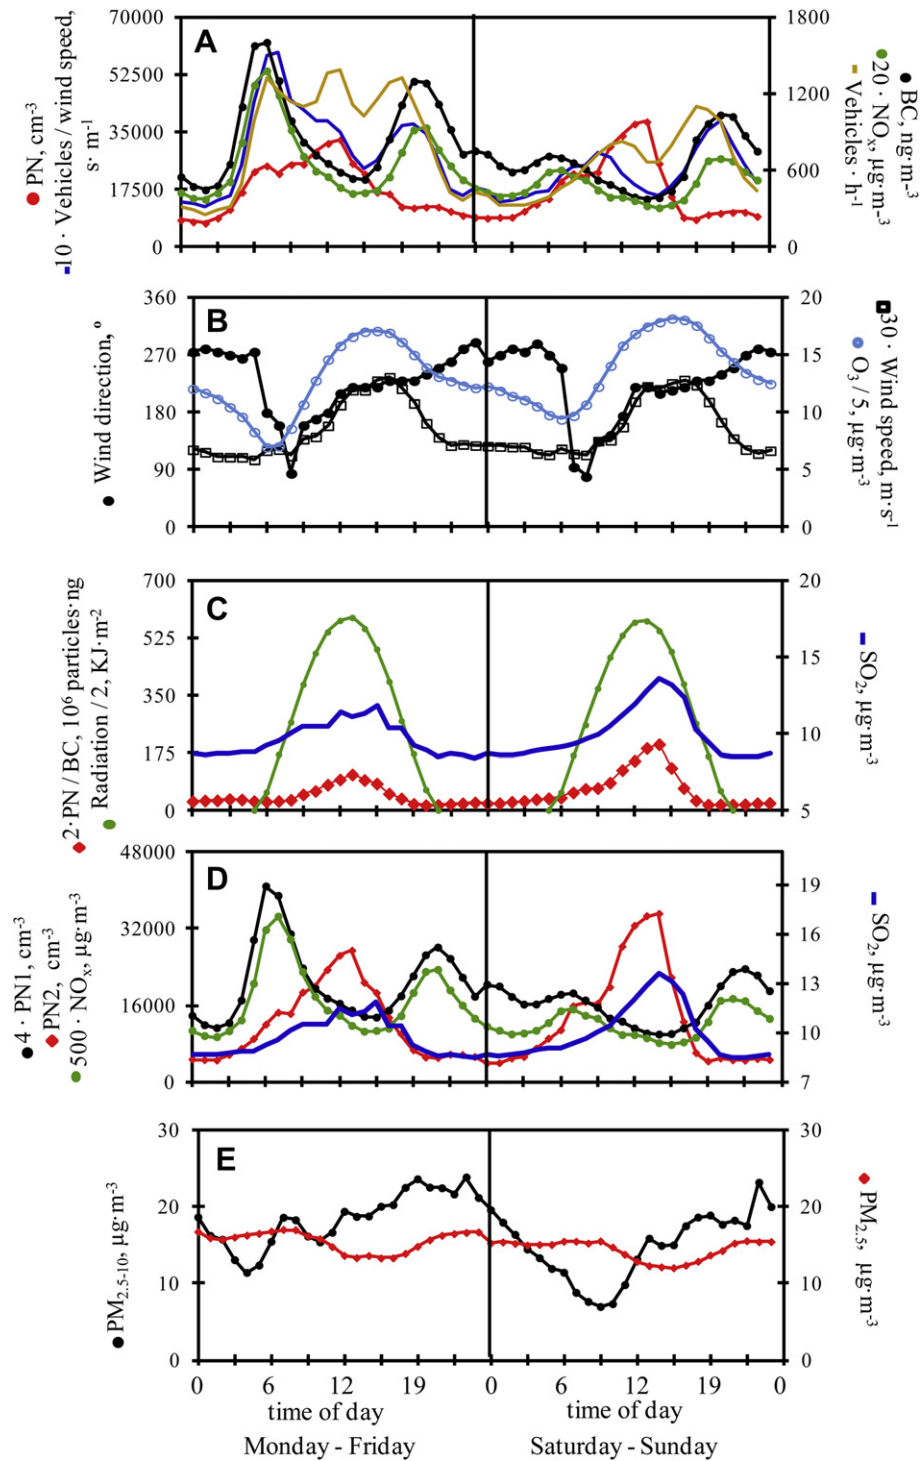 A
70000
52500
35000
17500
0
1800
1200
600
0
PN, cm-3
10 · Vehicles / wind speed,
s· m-1
BC, ng·m-3
20 · NOx, µg·m-3
Vehicles · h-1
B
360
270
180
90
0
20
15
10
5
0
Wind direction, º
30 · Wind speed, m·s-1
O3 / 5, µg·m-3
C
700
525
350
175
0
20
15
10
5
2·PN / BC, 106 particles·ng
Radiation / 2, KJ·m-2
SO2, µg·m-3
D
48000
32000
16000
0
19
16
13
10
7
4 · PN1, cm-3
PN2, cm-3
500 · NOx, µg·m-3
SO2, µg·m-3
E
30
20
10
0
30
20
10
0
PM2.5-10, µg·m-3
PM2.5, µg·m-3
0 6 12 19 0 6 12 19 0
time of day time of day
Monday - Friday Saturday - Sunday